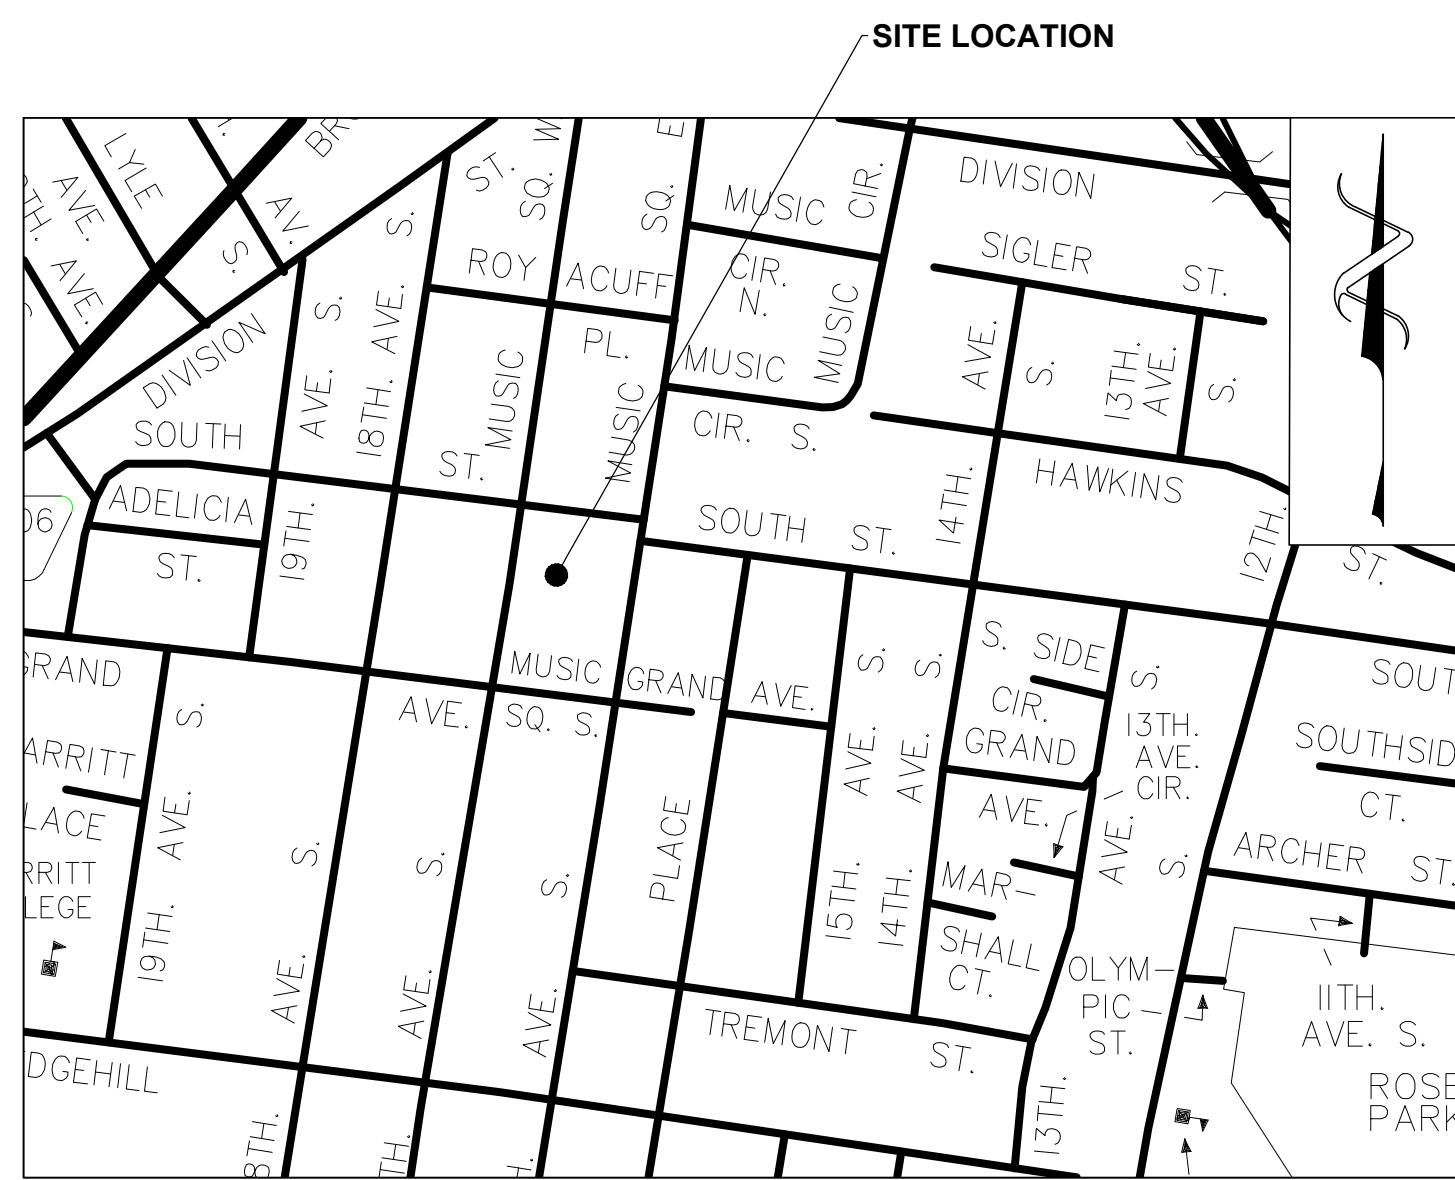 SITE LOCATION
LYLE
AVE.
AVE.
S.
AV.
DIVISION
SOUTH
ST.
ADELICIA
ST.
AVE. S.
19TH.
18TH. AVE. S.
ST.
SQ. W
MUSIC
ROY ACUFF
PL.
MUSIC SQ. E
MUSIC
CIR.
N.
MUSIC CIR.
MUSIC
CIR. S.
DIVISION
SIGLER ST.
14TH. AVE. S.
13TH.
AVE.
S.
HAWKINS
12TH.
SOUTH ST.
ST.
06
GRAND
AVE.
MUSIC
SQ. S.
GRAND AVE.
PLACE
19TH. AVE. S.
AVE. S.
AVE. S.
AVE. S.
15TH. AVE. S.
14TH. AVE. S.
S. SIDE
CIR.
GRAND
AVE.
MAR-
SHALL
CT.
13TH.
AVE.
CIR.
S.
AVE. S.
13TH.
OLYM-
PIC
ST.
TREMONT ST.
SOUT
SOUTHSID
CT.
ARCHER ST.
11TH.
AVE. S.
ROSE
PARK
ARRITT
LACE
RRITT
LEGE
DGEHILL
8TH.
TH.
H.